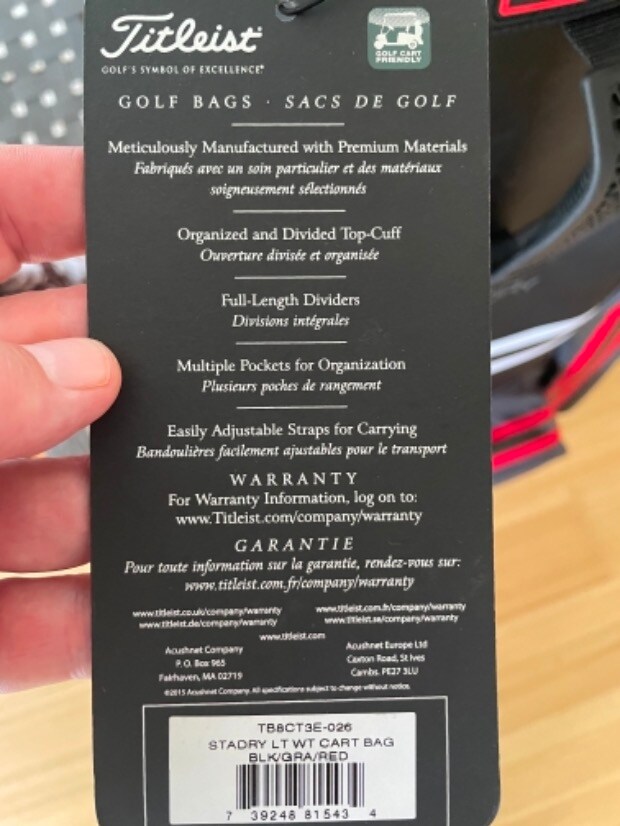 Titleist
GOLF'S SYMBOL OF EXCELLENCE®
GOLF CART
FRIENDLY
GOLF BAGS · SACS DE GOLF
Meticulously Manufactured with Premium Materials
Fabriqués avec un soin particulier et des matériaux
soigneusement sélectionnés
Organized and Divided Top-Cuff
Ouverture divisée et organisée
Full-Length Dividers
Divisions intégrales
Multiple Pockets for Organization
Plusieurs poches de rangement
Easily Adjustable Straps for Carrying
Bandoulières facilement ajustables pour le transport
WARRANTY
For Warranty Information, log on to:
www.Titleist.com/company/warranty
GARANTIE
Pour toute information sur la garantie, rendez-vous sur:
www.titleist.com.fr/company/warranty
www.titleist.co.uk/company/warranty
www.titleist.com.fr/company/warranty
www.titleist.de/company/warranty
www.titleist.se/company/warranty
www.titleist.com
Acushnet Company
P.O. Box 965
Fairhaven, MA 02719
Acushnet Europe Ltd
Caxton Road, St Ives
Cambs. PE27 3LU
©2015 Acushnet Company. All specifications subject to change without notice.
TB8CT3E-026
STADRY LT WT CART BAG
BLK/GRA/RED
7 39248 81543 4